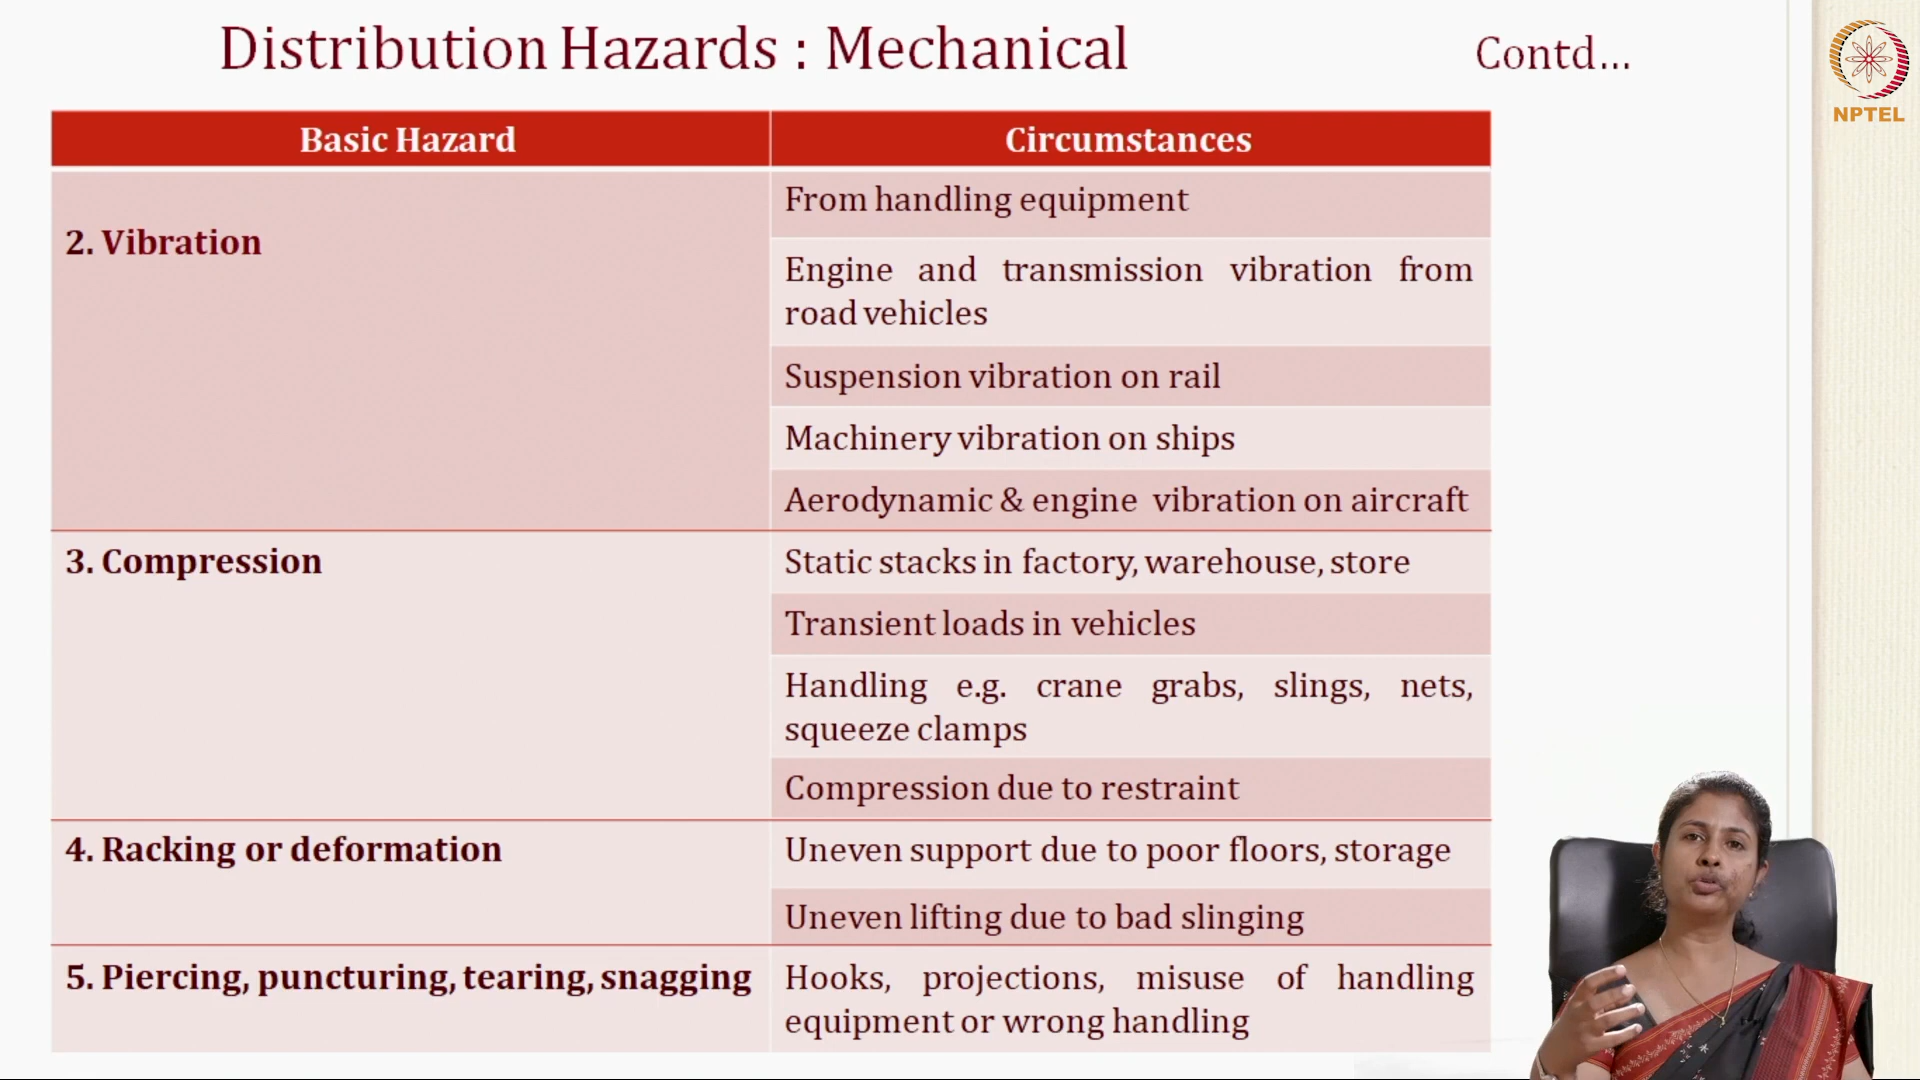 Distribution Hazards : Mechanical
Contd...
NPTEL
Basic Hazard
Circumstances
2. Vibration
From handling equipment
Engine and transmission vibration from
road vehicles
Suspension vibration on rail
Machinery vibration on ships
Aerodynamic & engine vibration on aircraft
3. Compression
Static stacks in factory, warehouse, store
Transient loads in vehicles
Handling e.g. crane grabs, slings, nets,
squeeze clamps
Compression due to restraint
4. Racking or deformation
Uneven support due to poor floors, storage
Uneven lifting due to bad slinging
5. Piercing, puncturing, tearing, snagging
Hooks, projections, misuse of handling
equipment or wrong handling